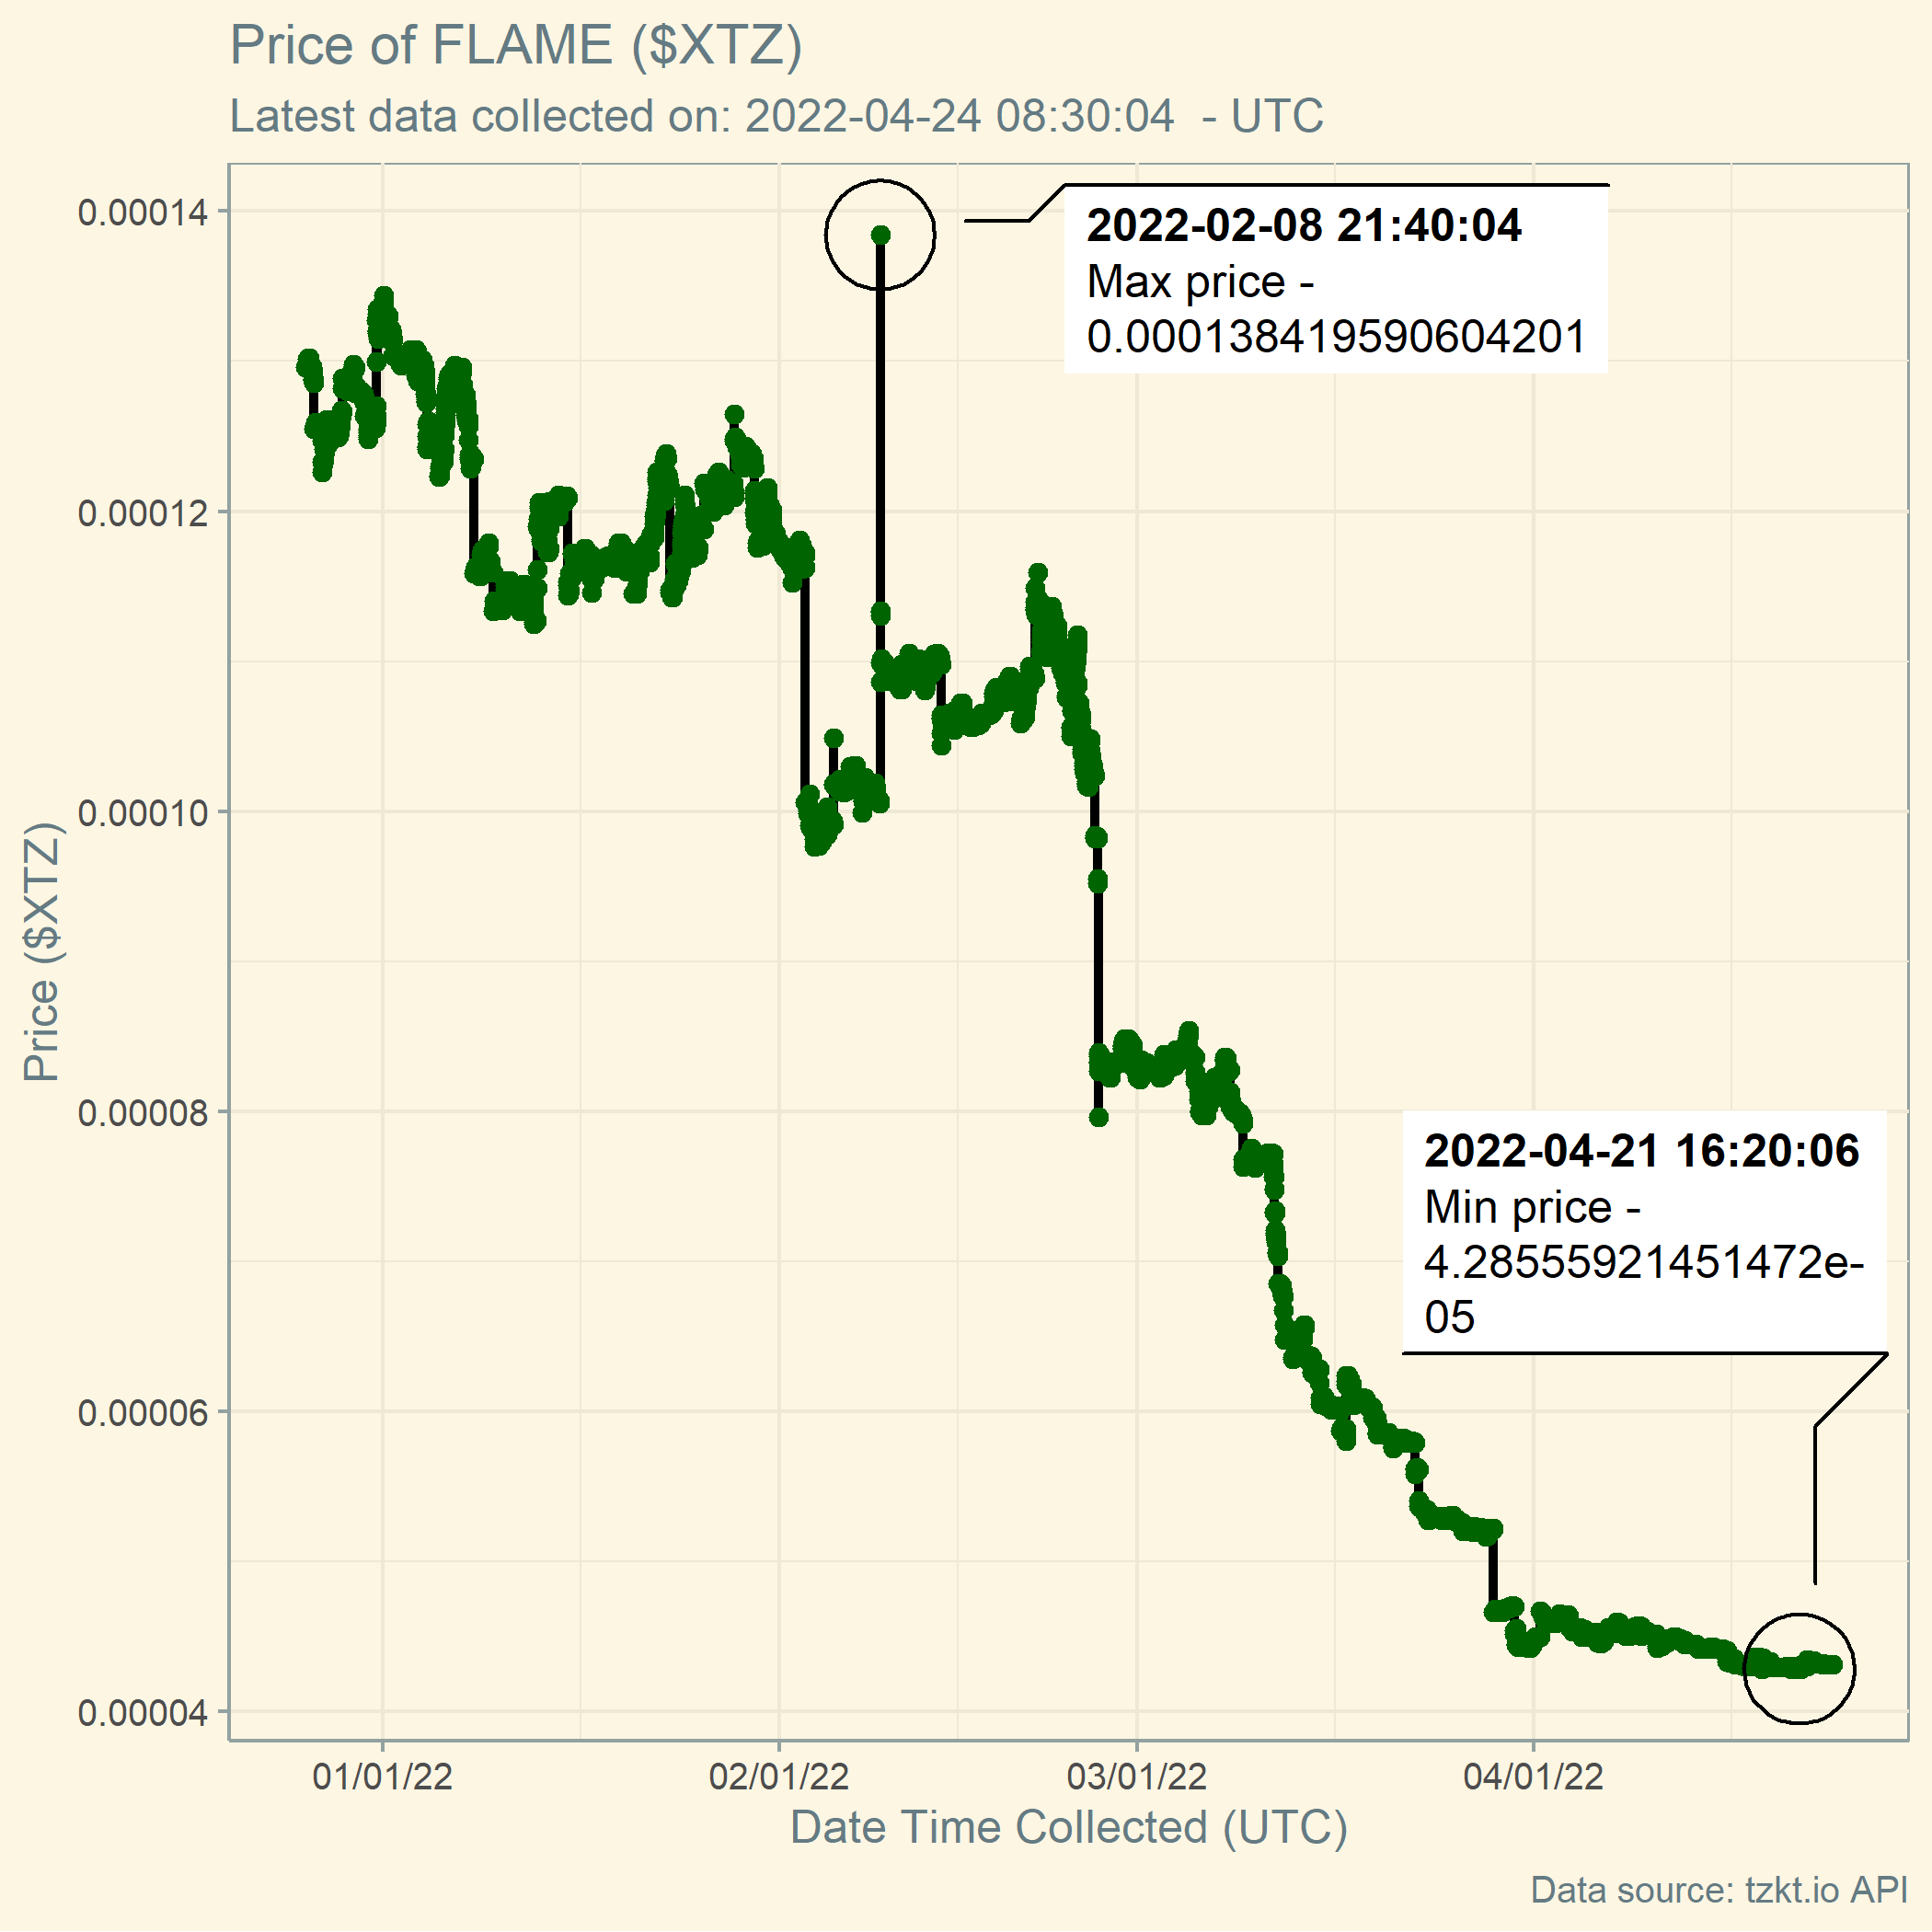 Price of FLAME ($XTZ)
Latest data collected on: 2022-04-24 08:30:04  - UTC
2022-02-08 21:40:04
Max price -
0.000138419590604201
0.00014
0.00012
0.00010
0.00008
0.00006
0.00004
Price ($XTZ)
2022-04-21 16:20:06
Min price -
4.28555921451472e-
05
01/01/22
02/01/22
03/01/22
04/01/22
Date Time Collected (UTC)
Data source: tzkt.io API